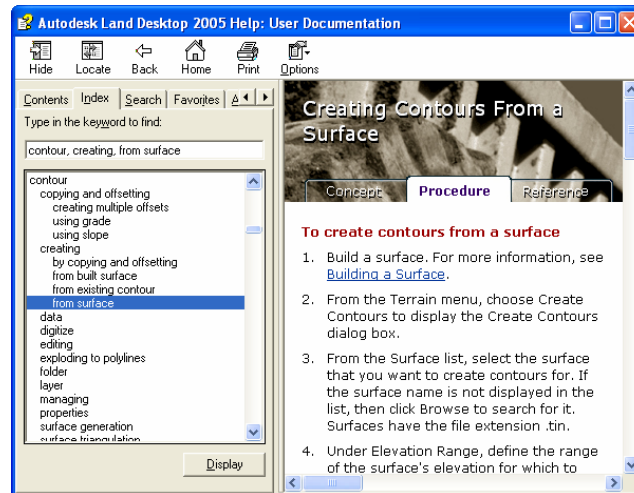 Autodesk Land Desktop 2005 Help: User Documentation
Hide Locate Back Home Print Options
Contents Index Search Favorites A
Type in the keyword to find:
contour, creating, from surface
contour
copying and offsetting
creating multiple offsets
using grade
using slope
creating
by copying and offsetting
from built surface
from existing contour
from surface
data
digitize
editing
exploding to polylines
folder
layer
managing
properties
surface generation
surface triangulation
Display
Creating Contours From a
Surface
Concept Procedure Reference
To create contours from a surface
1. Build a surface. For more information, see
Building a Surface.
2. From the Terrain menu, choose Create
Contours to display the Create Contours
dialog box.
3. From the Surface list, select the surface
that you want to create contours for. If
the surface name is not displayed in the
list, then click Browse to search for it.
Surfaces have the file extension .tin.
4. Under Elevation Range, define the range
of the surface's elevation for which to